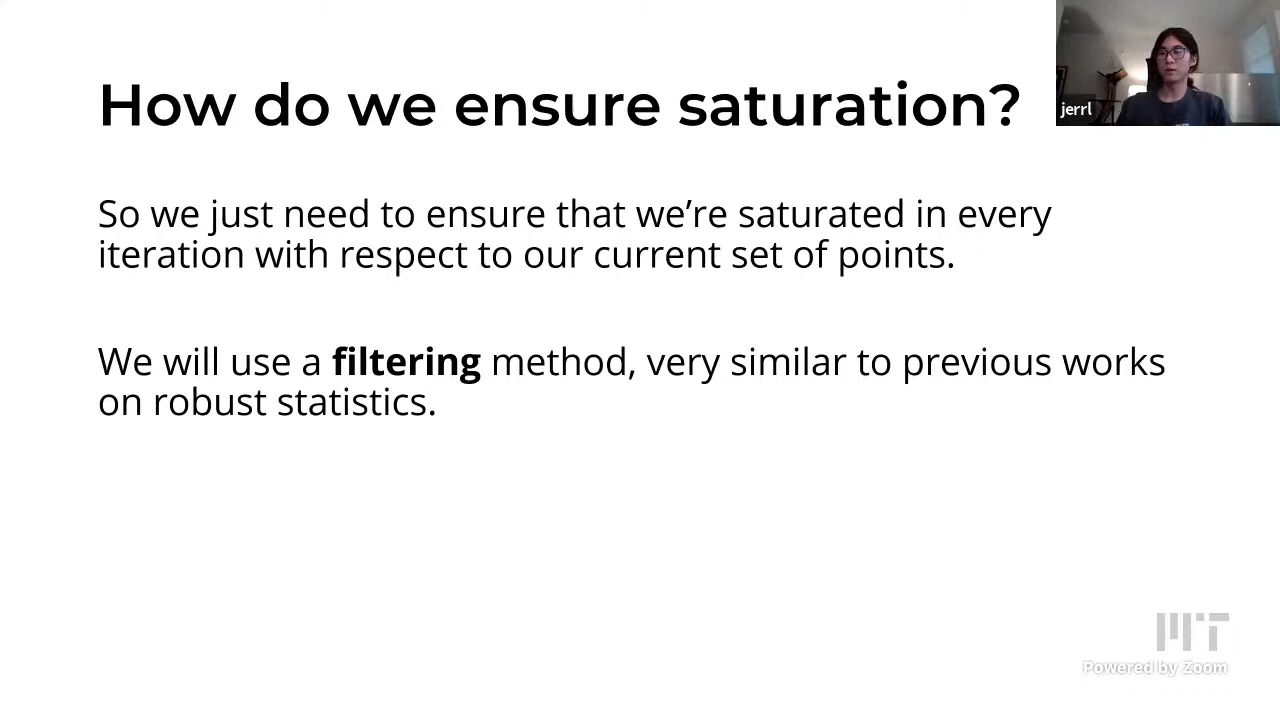 How do we ensure saturation?
jerrl
So we just need to ensure that we’re saturated in every
iteration with respect to our current set of points.
We will use a filtering method, very similar to previous works
on robust statistics.
MIT
Powered by Zoom